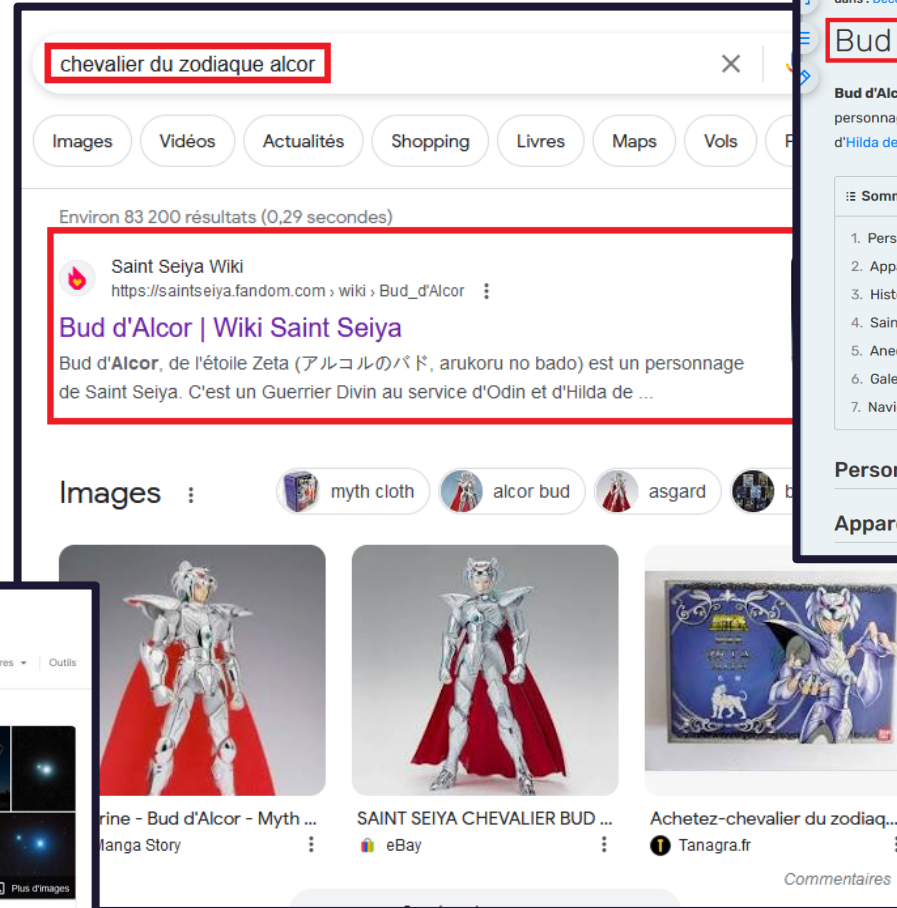 chevalier du zodiaque alcor
Images
Vidéos
Actualités
Shopping
Livres
Maps
Vols
Environ 83 200 résultats (0,29 secondes)
Saint Seiya Wiki
https://saintseiya.fandom.com › wiki › Bud_d'Alcor
Bud d'Alcor | Wiki Saint Seiya
Bud d'Alcor, de l'étoile Zeta (アルコルのバド, arukoru no bado) est un personnage
de Saint Seiya. C'est un Guerrier Divin au service d'Odin et d'Hilda de ...
Images
myth cloth
alcor bud
asgard
b
rine - Bud d'Alcor - Myth ...
Manga Story
SAINT SEIYA CHEVALIER BUD ...
eBay
Achetez-chevalier du zodiaq...
Tanagra.fr
Commentaires
res
Outils
Plus d'images
dans :
Bud
Bud d'Alc
personnag
d'Hilda de
Somm
1. Pers
2. Appa
3. Hist
4. Sain
5. Anec
6. Gale
7. Navi
Person
Appar